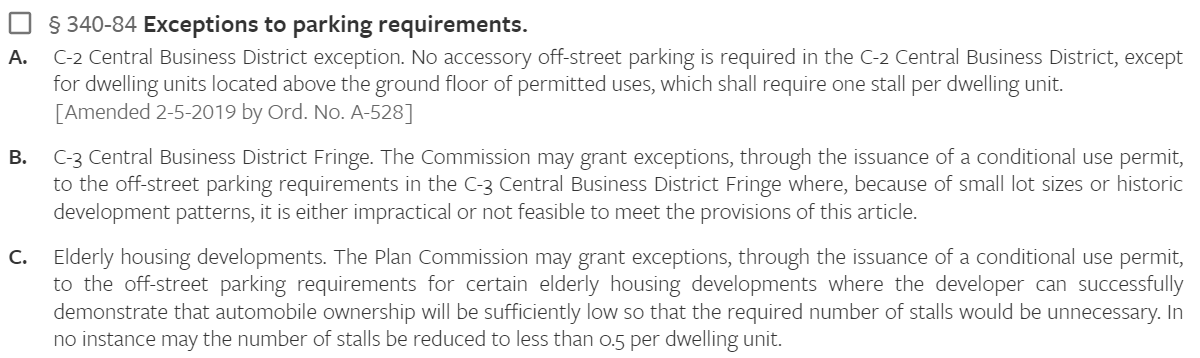 § 340-84 Exceptions to parking requirements.
A. C-2 Central Business District exception. No accessory off-street parking is required in the C-2 Central Business District, except
for dwelling units located above the ground floor of permitted uses, which shall require one stall per dwelling unit.
[Amended 2-5-2019 by Ord. No. A-528]
B. C-3 Central Business District Fringe. The Commission may grant exceptions, through the issuance of a conditional use permit,
to the off-street parking requirements in the C-3 Central Business District Fringe where, because of small lot sizes or historic
development patterns, it is either impractical or not feasible to meet the provisions of this article.
C. Elderly housing developments. The Plan Commission may grant exceptions, through the issuance of a conditional use permit,
to the off-street parking requirements for certain elderly housing developments where the developer can successfully
demonstrate that automobile ownership will be sufficiently low so that the required number of stalls would be unnecessary. In
no instance may the number of stalls be reduced to less than 0.5 per dwelling unit.